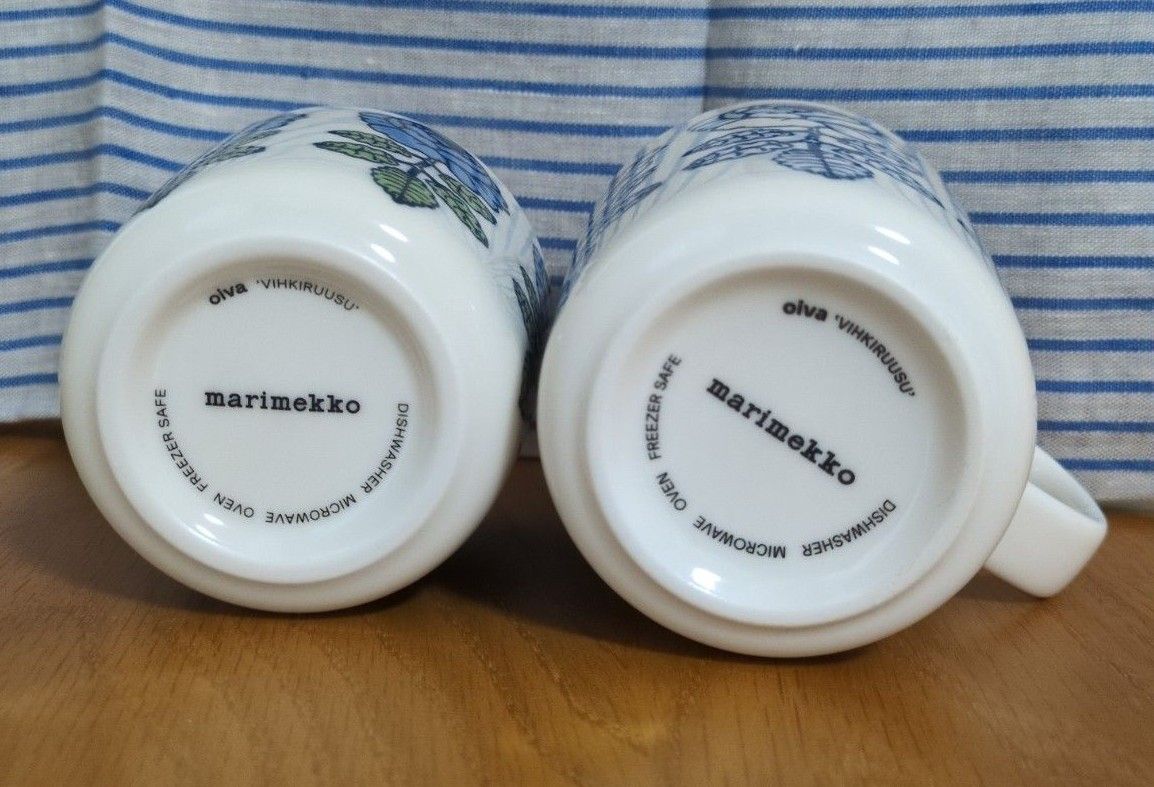 oiva 'VIHKIRUUSU'
marimekko
DISHWASHER MICROWAVE OVEN FREEZER SAFE
oiva 'VIHKIRUUSU'
marimekko
DISHWASHER MICROWAVE OVEN FREEZER SAFE